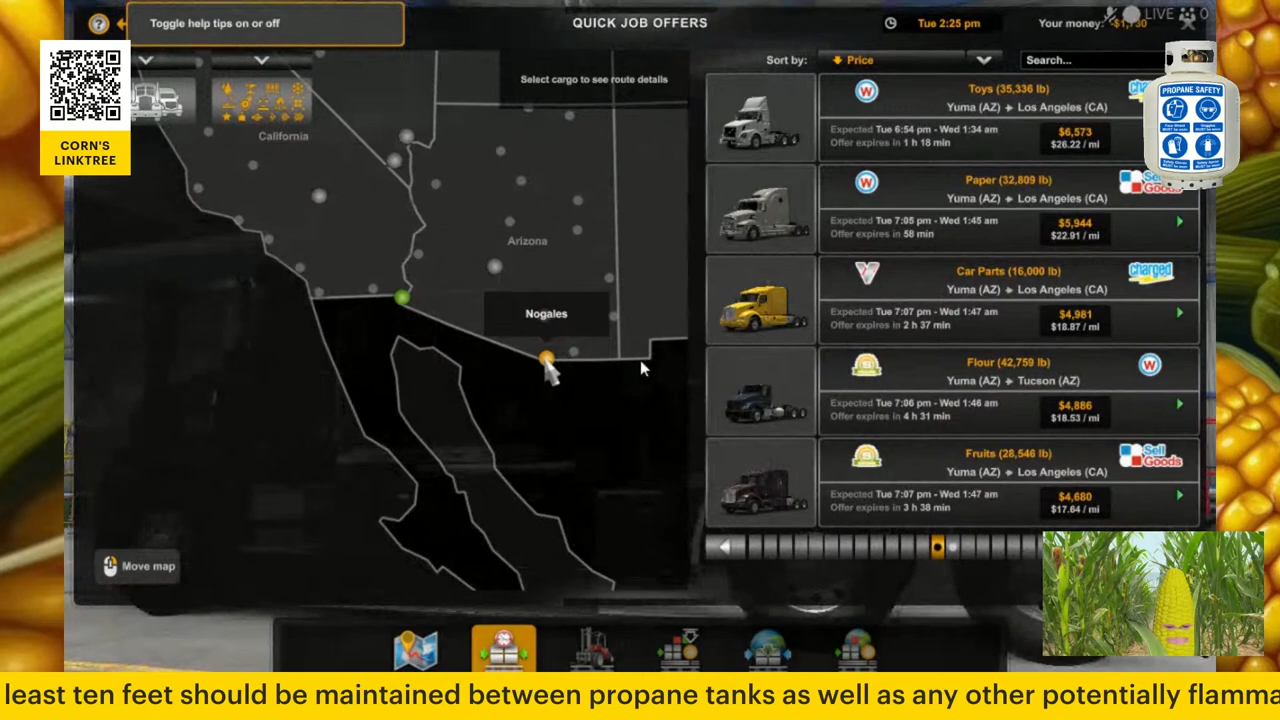 Toggle help tips on or off
QUICK JOB OFFERS
Tue 2:25 pm
Your money: -$1,730
LIVE 0
Sort by: Price
Search...
Select cargo to see route details
CORN'S
LINKTREE
California
Arizona
Nogales
Move map
W
Toys (35,336 lb)
Yuma (AZ) Los Angeles (CA)
Expected Tue 6:54 pm - Wed 1:34 am
Offer expires in 1 h 18 min
$6,573
$26.22 / mi
W
Paper (32,809 lb)
Yuma (AZ) Los Angeles (CA)
Expected Tue 7:05 pm - Wed 1:45 am
Offer expires in 58 min
$5,944
$22.91 / mi
Car Parts (16,000 lb)
charged
Yuma (AZ) Los Angeles (CA)
Expected Tue 7:07 pm - Wed 1:47 am
Offer expires in 2 h 37 min
$4,981
$18.87 / mi
Flour (42,759 lb)
W
Yuma (AZ) Tucson (AZ)
Expected Tue 7:06 pm - Wed 1:46 am
Offer expires in 4 h 31 min
$4,886
$18.53 / mi
Fruits (28,546 lb)
Sell
Goods
Yuma (AZ) Los Angeles (CA)
Expected Tue 7:07 pm - Wed 1:47 am
Offer expires in 3 h 38 min
$4,680
$17.64 / mi
PROPANE SAFETY
least ten feet should be maintained between propane tanks as well as any other potentially flamma